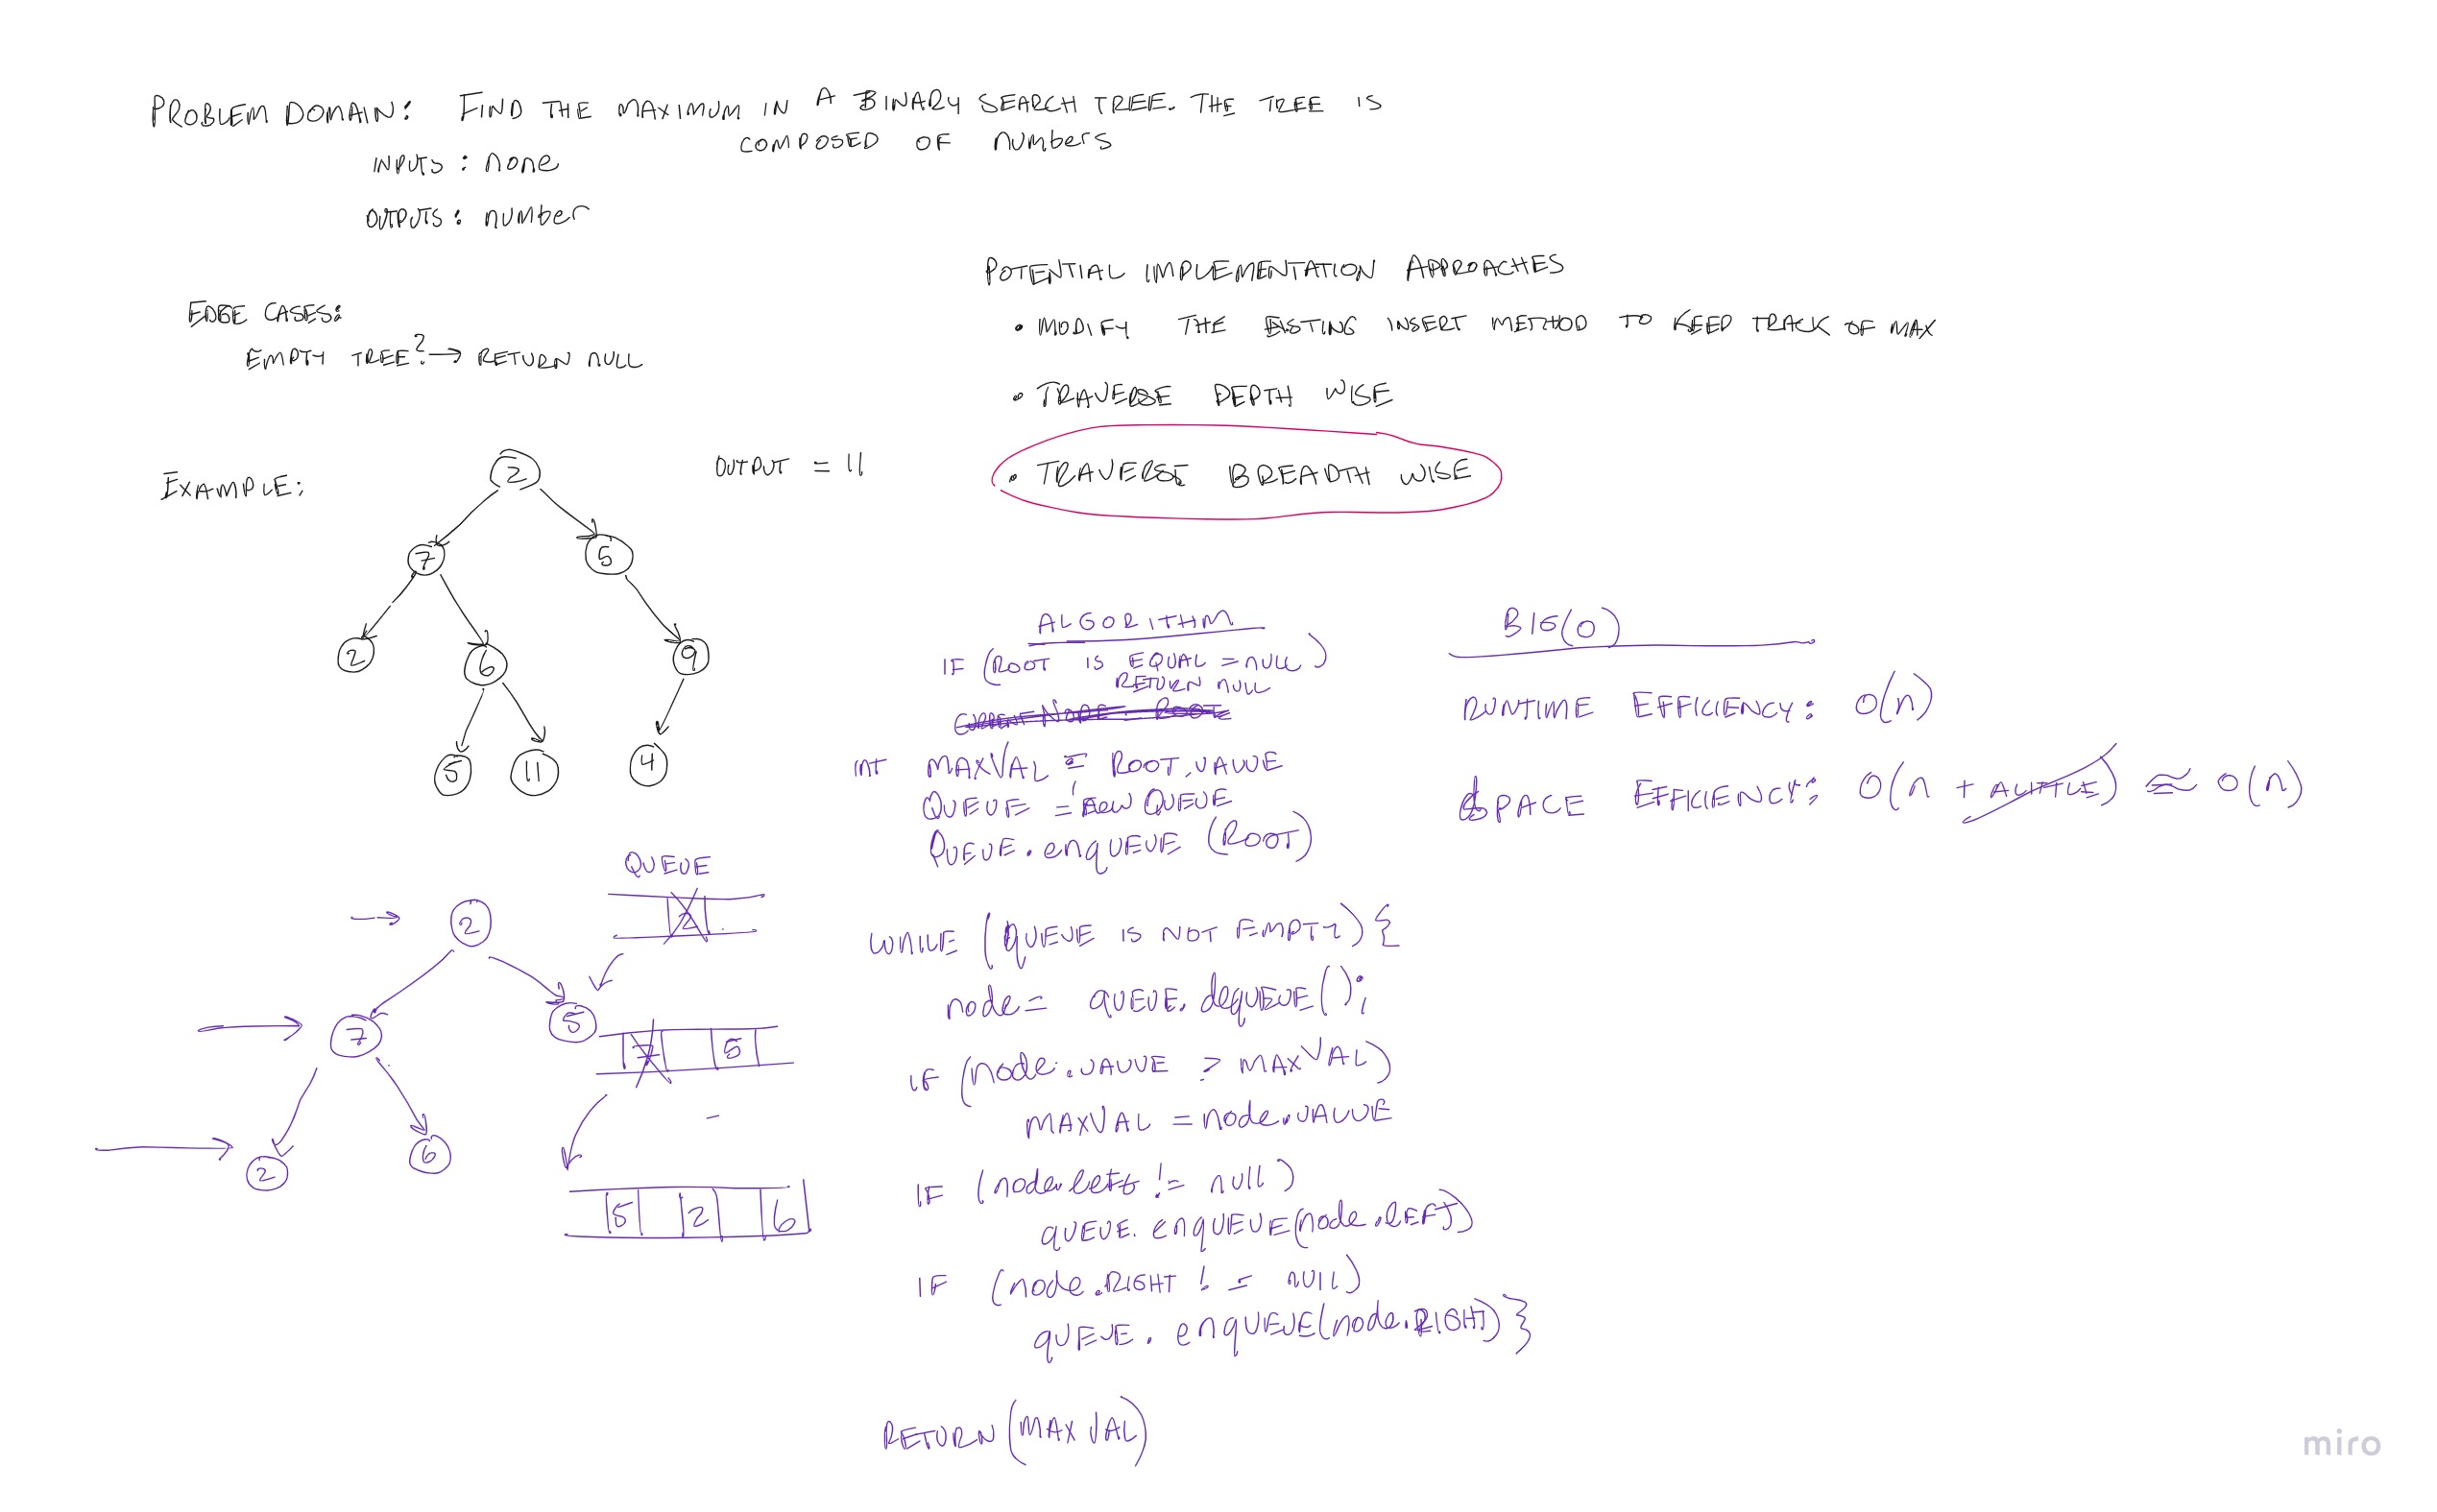 PROBLEM DOMAIN: FIND THE MAXIMUM IN A BINARY SEARCH TREE. THE TREE IS
COMPOSED OF numbers
INPUTS : none
OUTPUTS : number
EDGE CASES:
EMPTY TREE? → RETURN NULL
POTENTIAL IMPLEMENTATION APPROACHES
• MODIFY THE EXISTING INSERT METHOD TO KEEP TRACK OF MAX
• TRAVERSE DEPTH WISE
• TRAVERSE BREADTH WISE
EXAMPLE:
OUTPUT = 11
2
7 5
2 6 9
5 11 4
ALGORITHM
IF (ROOT IS EQUAL = NULL)
RETURN NULL
CURRENT NODE = ROOT
INT MAXVAL = ROOT.VALUE
QUEUE = new QUEUE
QUEUE.enqueue (ROOT)
WHILE (QUEUE IS NOT EMPTY) {
node = QUEUE.dequeue();
IF (node.VALUE > MAXVAL)
MAXVAL = node.VALUE
IF (node.left != null)
QUEUE.enqueue(node.LEFT)
IF (node.RIGHT != NULL)
QUEUE.enqueue(node.RIGHT) }
RETURN (MAXVAL)
BIG(O)
RUNTIME EFFICIENCY: O(n)
SPACE EFFICIENCY: O(n + A LITTLE) ≈ O(n)
QUEUE
2
2
7 5
7 5
2 6
5 2 6
miro